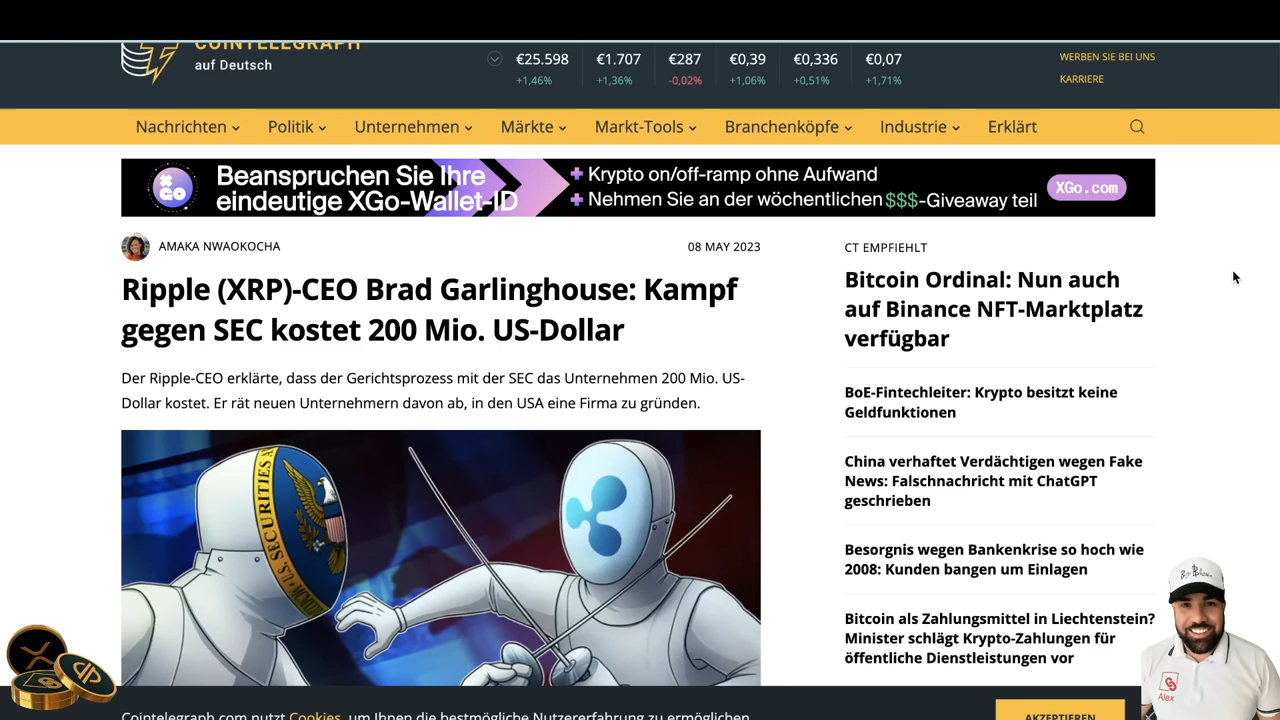 COINTELEGRAPH
auf Deutsch
€25.598 €1.707 €287 €0,39 €0,336 €0,07
+1,46% +1,36% -0,02% +1,06% +0,51% +1,71%
WERBEN SIE BEI UNS
KARRIERE
Nachrichten Politik Unternehmen Märkte Markt-Tools Branchenköpfe Industrie Erklärt
Beanspruchen Sie Ihre
eindeutige XGo-Wallet-ID
+ Krypto on/off-ramp ohne Aufwand
+ Nehmen Sie an der wöchentlichen $$$-Giveaway teil
XGo.com
AMAKA NWAOKOCHA
08 MAY 2023
Ripple (XRP)-CEO Brad Garlinghouse: Kampf
gegen SEC kostet 200 Mio. US-Dollar
Der Ripple-CEO erklärte, dass der Gerichtsprozess mit der SEC das Unternehmen 200 Mio. US-
Dollar kostet. Er rät neuen Unternehmern davon ab, in den USA eine Firma zu gründen.
U.S. SECURITIES A
CT EMPFIEHLT
Bitcoin Ordinal: Nun auch
auf Binance NFT-Marktplatz
verfügbar
BoE-Fintechleiter: Krypto besitzt keine
Geldfunktionen
China verhaftet Verdächtigen wegen Fake
News: Falschnachricht mit ChatGPT
geschrieben
Besorgnis wegen Bankenkrise so hoch wie
2008: Kunden bangen um Einlagen
Bitcoin als Zahlungsmittel in Liechtenstein?
Minister schlägt Krypto-Zahlungen für
öffentliche Dienstleistungen vor
Alex
Cointelegraph.com nutzt Cookies, um Ihnen die bestmögliche Nutzererfahrung zu ermöglichen.
AKZEPTIEREN